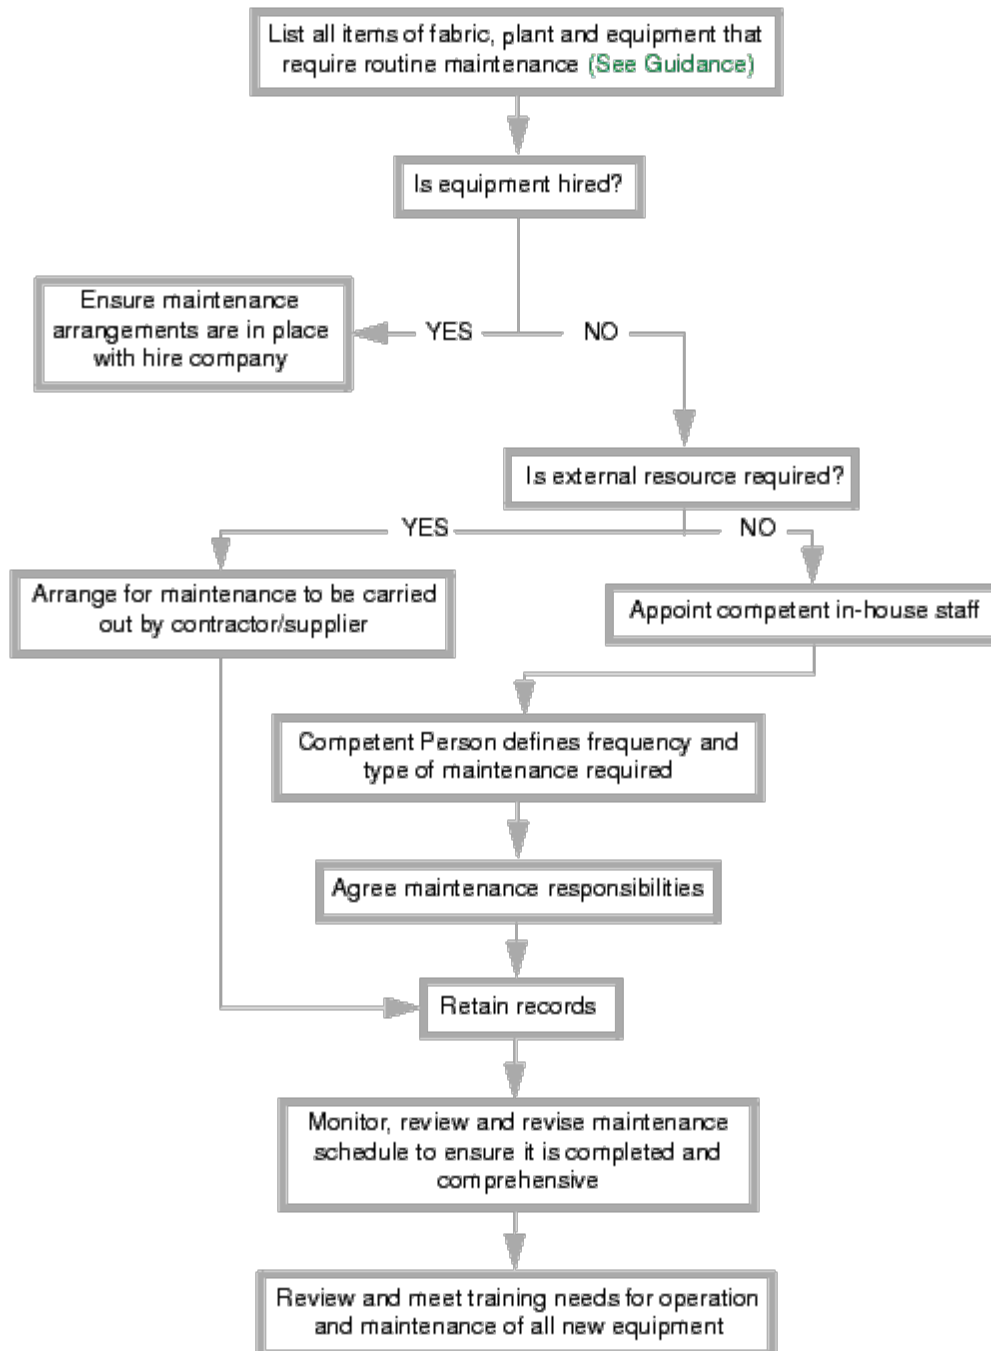 List all items of fabric, plant and equipment that
require routine maintenance (See Guidance)
Is equipment hired?
Ensure maintenance
arrangements are in place
with hire company
YES
NO
Is external resource required?
YES
NO
Arrange for maintenance to be carried
out by contractor/supplier
Appoint competent in-house staff
Competent Person defines frequency and
type of maintenance required
Agree maintenance responsibilities
Retain records
Monitor, review and revise maintenance
schedule to ensure it is completed and
comprehensive
Review and meet training needs for operation
and maintenance of all new equipment